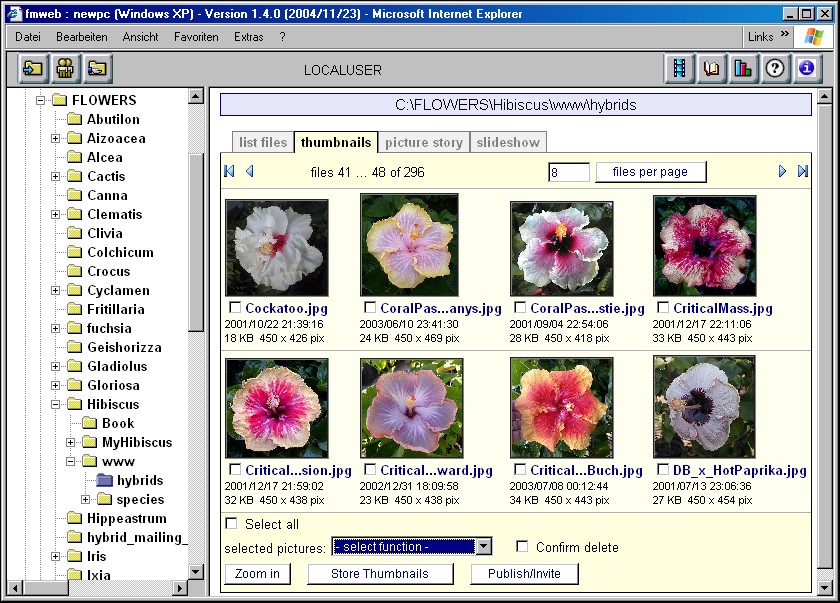 fmweb : newpc (Windows XP) - Version 1.4.0 (2004/11/23) - Microsoft Internet Explorer
Datei Bearbeiten Ansicht Favoriten Extras ? Links »
LOCALUSER
FLOWERS
Abutilon
Aizoacea
Alcea
Cactis
Canna
Clematis
Clivia
Colchicum
Crocus
Cyclamen
Fritillaria
fuchsia
Geishorizza
Gladiolus
Gloriosa
Hibiscus
Book
MyHibiscus
www
hybrids
species
Hippeastrum
hybrid_mailing_
Iris
Ixia
C:\FLOWERS\Hibiscus\www\hybrids
list files thumbnails picture story slideshow
files 41 ... 48 of 296 8 files per page
Cockatoo.jpg CoralPas...anys.jpg CoralPas...stie.jpg CriticalMass.jpg
2001/10/22 21:39:16 2003/06/10 23:41:30 2001/09/04 22:54:06 2001/12/17 22:11:06
18 KB 450 x 426 pix 24 KB 450 x 469 pix 28 KB 450 x 418 pix 33 KB 450 x 443 pix
Critical...sion.jpg Critical...ward.jpg Critical...Buch.jpg DB_x_HotPaprika.jpg
2001/12/17 21:59:02 2002/12/31 18:09:58 2003/07/08 00:12:44 2001/07/13 23:06:36
32 KB 450 x 438 pix 23 KB 450 x 438 pix 34 KB 450 x 443 pix 27 KB 450 x 454 pix
Select all
selected pictures: - select function - Confirm delete
Zoom in Store Thumbnails Publish/Invite